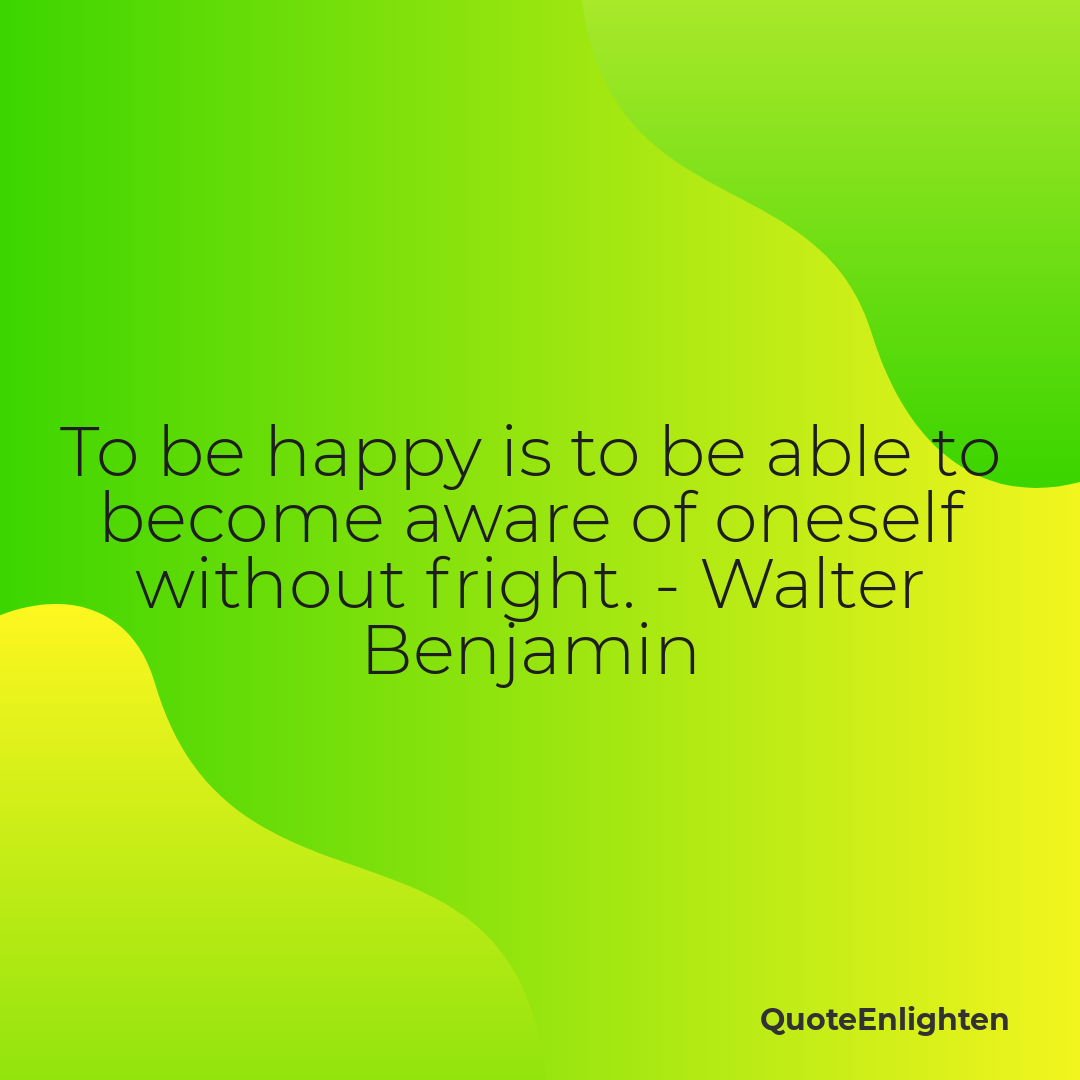 To be happy is to be able to
become aware of oneself
without fright. - Walter
Benjamin
QuoteEnlighten